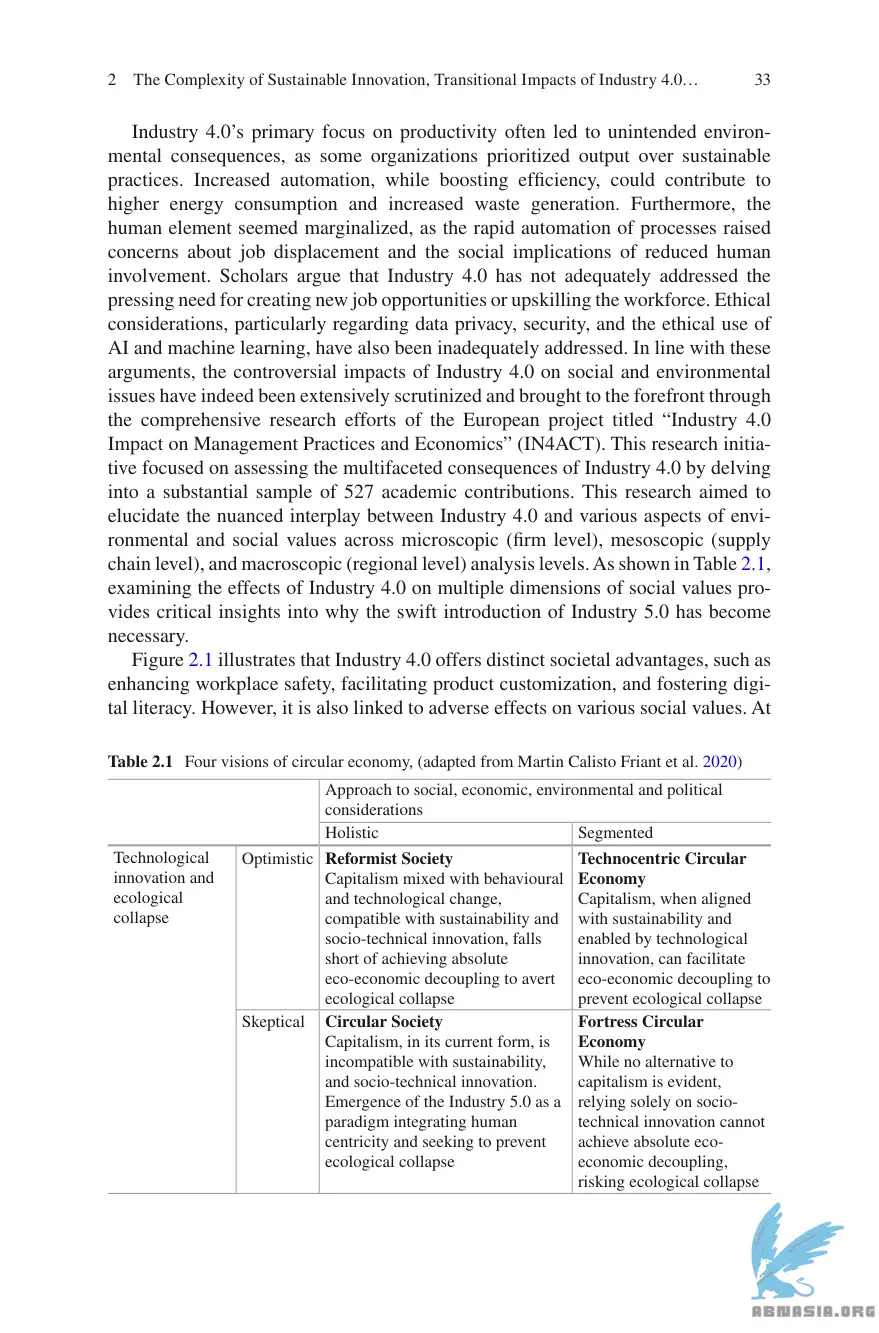 2 The Complexity of Sustainable Innovation, Transitional Impacts of Industry 4.0… 33
Industry 4.0’s primary focus on productivity often led to unintended environ-
mental consequences, as some organizations prioritized output over sustainable
practices. Increased automation, while boosting efficiency, could contribute to
higher energy consumption and increased waste generation. Furthermore, the
human element seemed marginalized, as the rapid automation of processes raised
concerns about job displacement and the social implications of reduced human
involvement. Scholars argue that Industry 4.0 has not adequately addressed the
pressing need for creating new job opportunities or upskilling the workforce. Ethical
considerations, particularly regarding data privacy, security, and the ethical use of
AI and machine learning, have also been inadequately addressed. In line with these
arguments, the controversial impacts of Industry 4.0 on social and environmental
issues have indeed been extensively scrutinized and brought to the forefront through
the comprehensive research efforts of the European project titled “Industry 4.0
Impact on Management Practices and Economics” (IN4ACT). This research initia-
tive focused on assessing the multifaceted consequences of Industry 4.0 by delving
into a substantial sample of 527 academic contributions. This research aimed to
elucidate the nuanced interplay between Industry 4.0 and various aspects of envi-
ronmental and social values across microscopic (firm level), mesoscopic (supply
chain level), and macroscopic (regional level) analysis levels. As shown in Table 2.1,
examining the effects of Industry 4.0 on multiple dimensions of social values pro-
vides critical insights into why the swift introduction of Industry 5.0 has become
necessary.
Figure 2.1 illustrates that Industry 4.0 offers distinct societal advantages, such as
enhancing workplace safety, facilitating product customization, and fostering digi-
tal literacy. However, it is also linked to adverse effects on various social values. At
Table 2.1 Four visions of circular economy, (adapted from Martin Calisto Friant et al. 2020)
Approach to social, economic, environmental and political
considerations
Holistic
Segmented
Technological
innovation and
ecological
collapse
Optimistic
Reformist Society
Capitalism mixed with behavioural
and technological change,
compatible with sustainability and
socio-technical innovation, falls
short of achieving absolute
eco-economic decoupling to avert
ecological collapse
Technocentric Circular
Economy
Capitalism, when aligned
with sustainability and
enabled by technological
innovation, can facilitate
eco-economic decoupling to
prevent ecological collapse
Skeptical
Circular Society
Capitalism, in its current form, is
incompatible with sustainability,
and socio-technical innovation.
Emergence of the Industry 5.0 as a
paradigm integrating human
centricity and seeking to prevent
ecological collapse
Fortress Circular
Economy
While no alternative to
capitalism is evident,
relying solely on socio-
technical innovation cannot
achieve absolute eco-
economic decoupling,
risking ecological collapse
ABNASIA.ORG